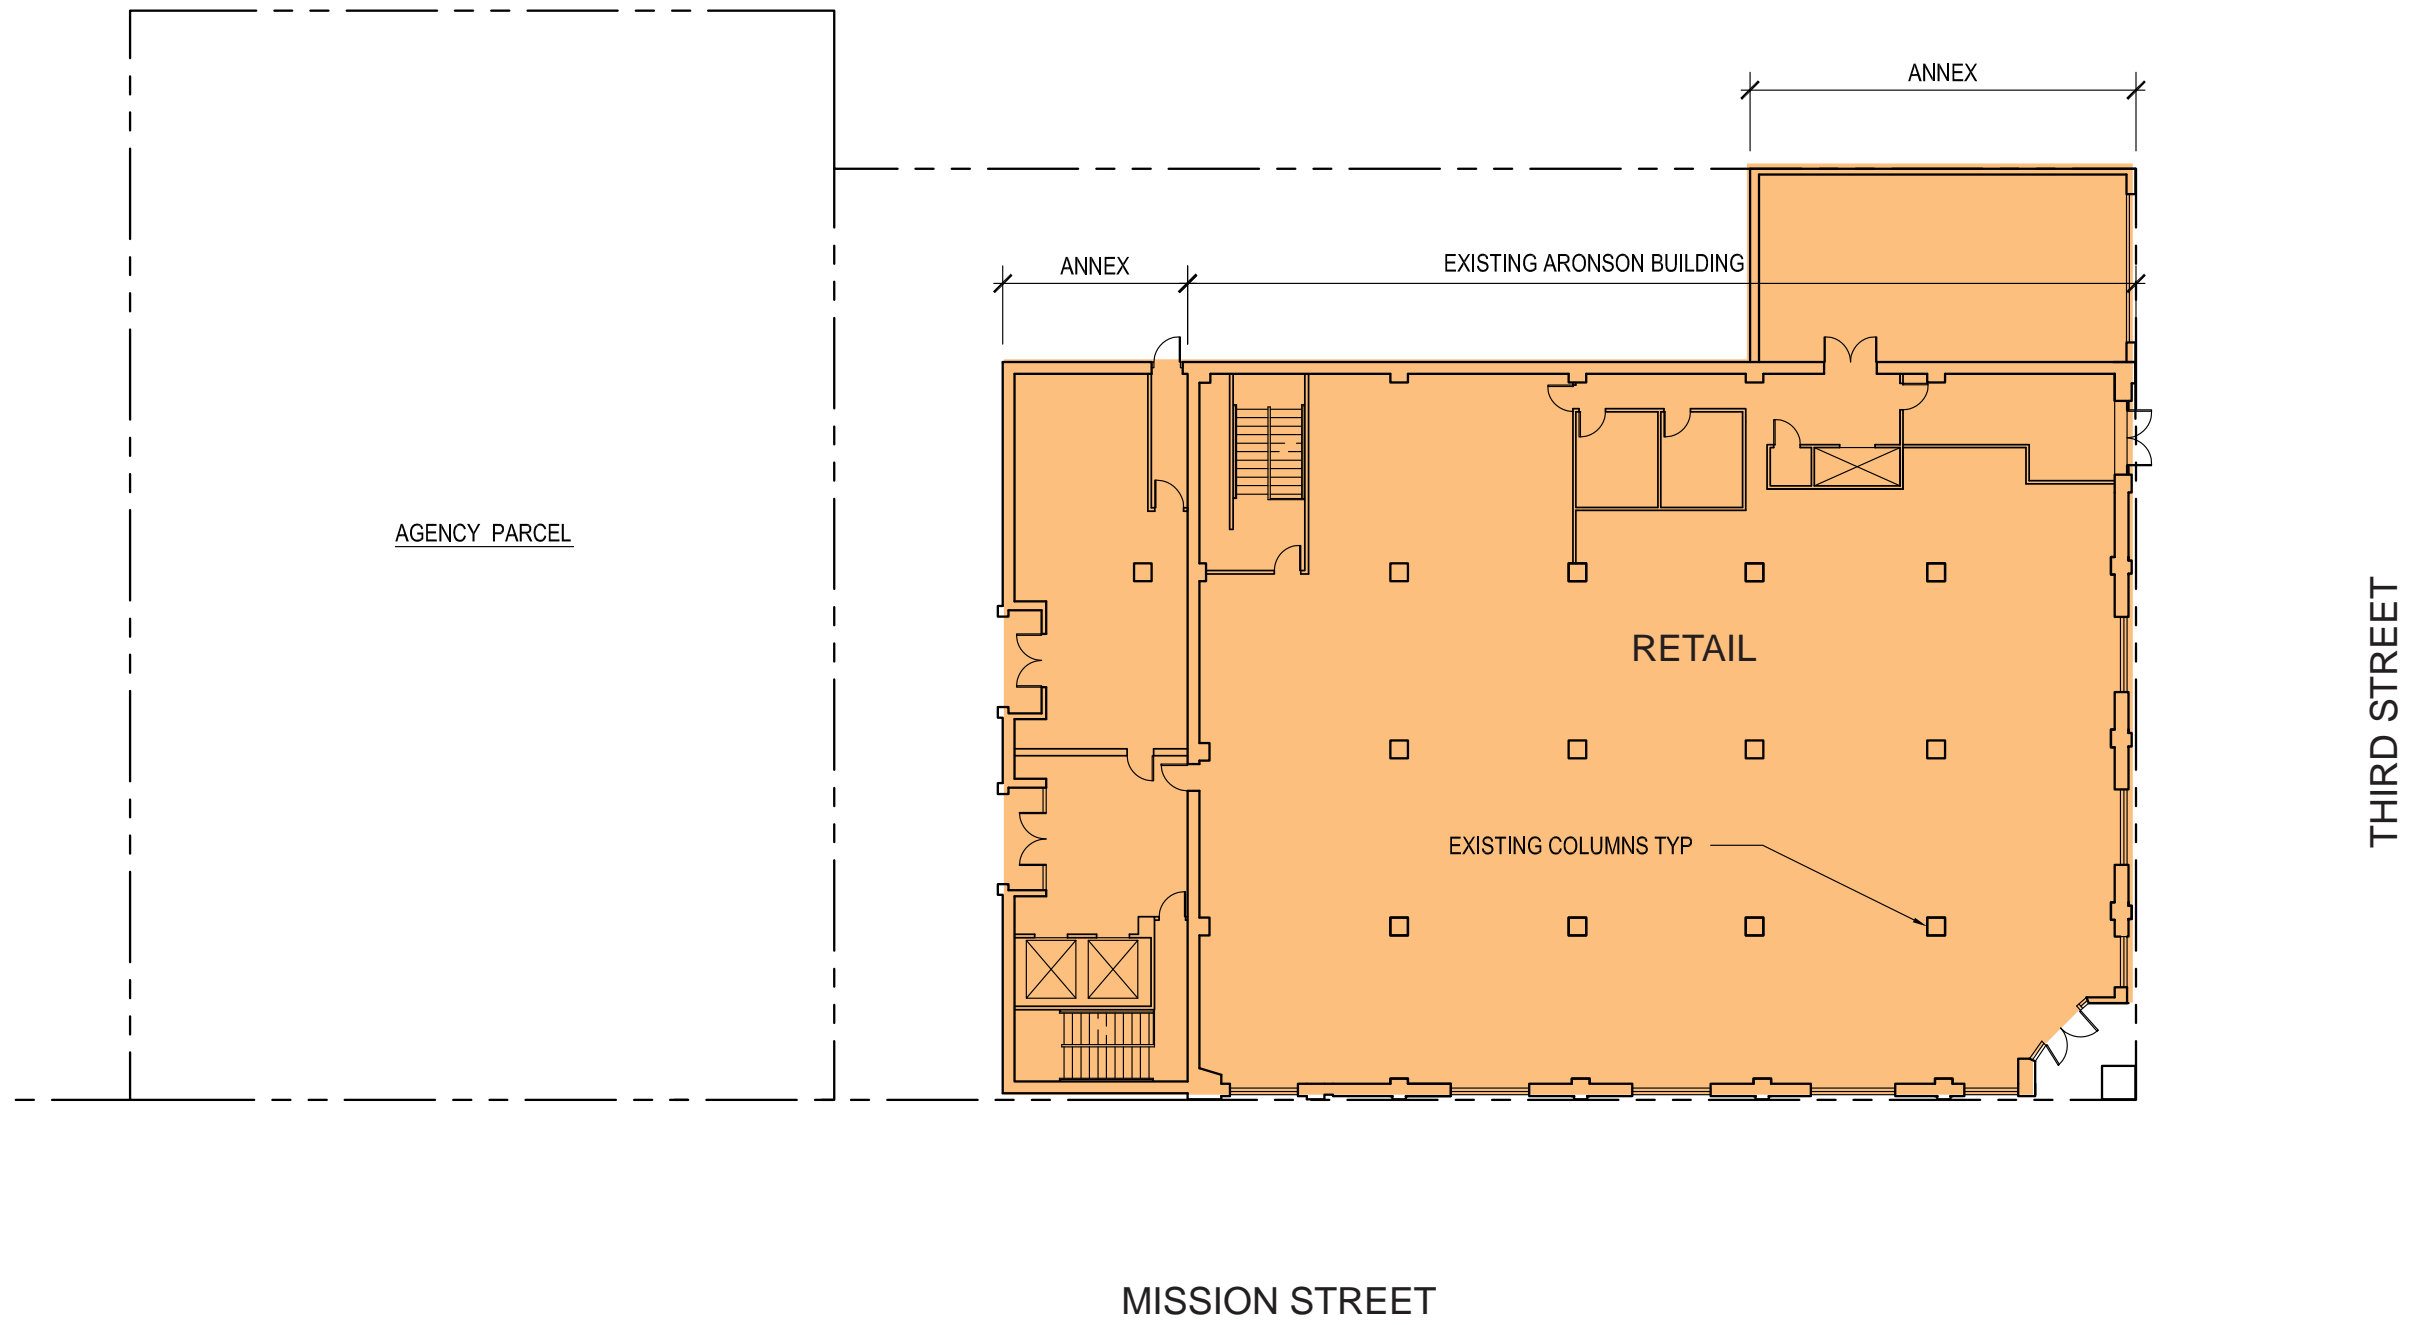 ANNEX
ANNEX
EXISTING ARONSON BUILDING
AGENCY PARCEL
RETAIL
THIRD STREET
EXISTING COLUMNS TYP
MISSION STREET